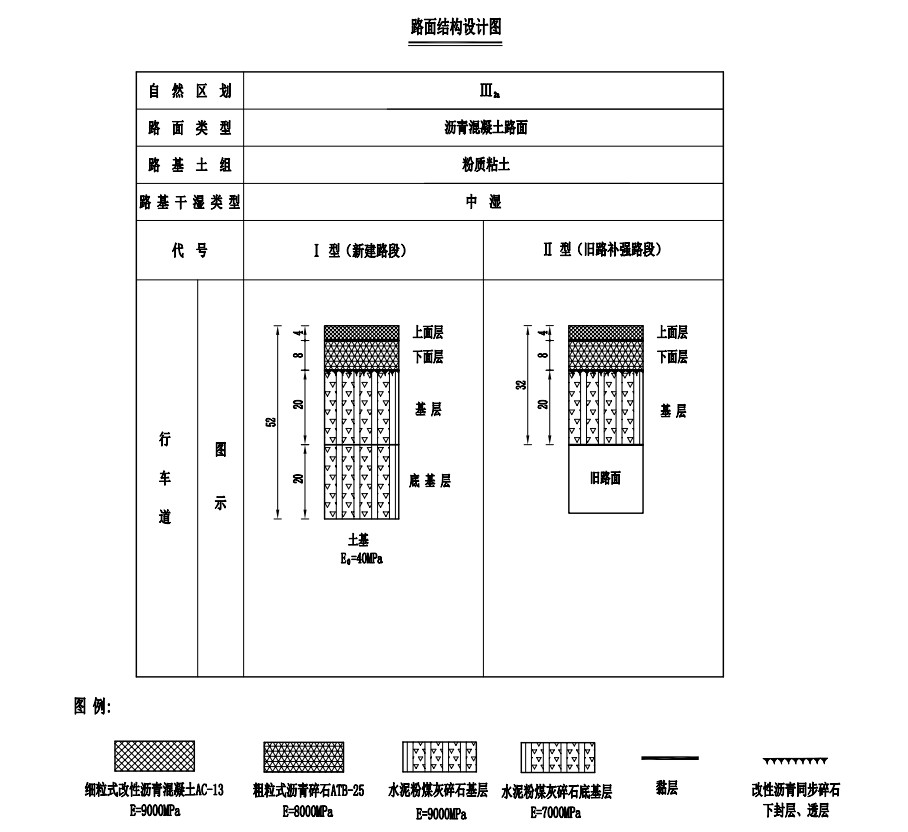 路面结构设计图
自然区划 Ⅲ₂ₐ
路面类型 沥青混凝土路面
路基土组 粉质粘土
路基干湿类型 中 湿
代号 Ⅰ 型（新建路段） Ⅱ 型（旧路补强路段）
行车道
图示
4 上面层
8 下面层
20 基层
52
20 底基层
土基
E₀=40MPa
4 上面层
8 下面层
32
20 基层
旧路面
图 例:
细粒式改性沥青混凝土AC-13
E=9000MPa
粗粒式沥青碎石ATB-25
E=8000MPa
水泥粉煤灰碎石基层
E=9000MPa
水泥粉煤灰碎石底基层
E=7000MPa
黏层
改性沥青同步碎石
下封层、透层